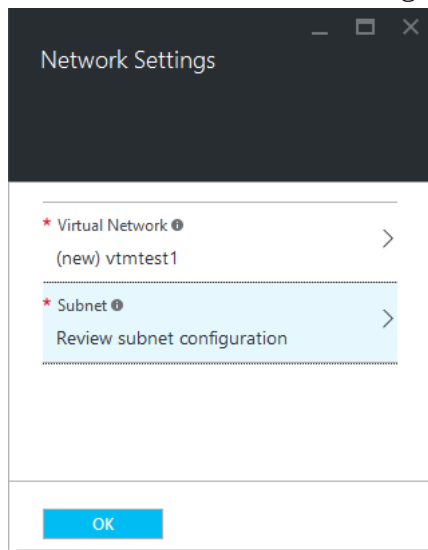 Network Settings
* Virtual Network
(new) vtmtest1
* Subnet
Review subnet configuration
OK